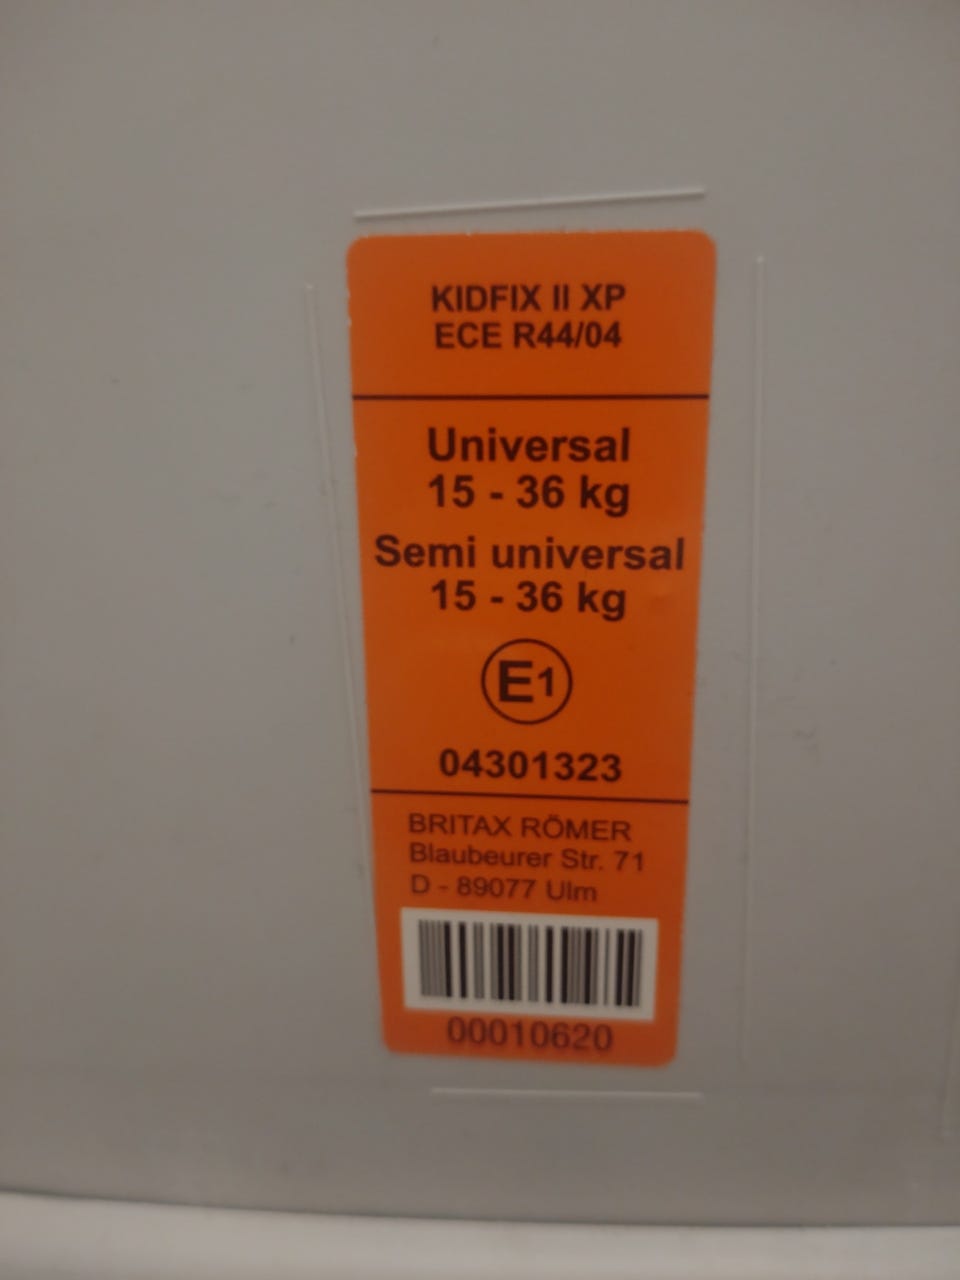 KIDFIX II XP
ECE R44/04
Universal
15 - 36 kg
Semi universal
15 - 36 kg
E1
04301323
BRITAX RÖMER
Blaubeurer Str. 71
D - 89077 Ulm
00010620